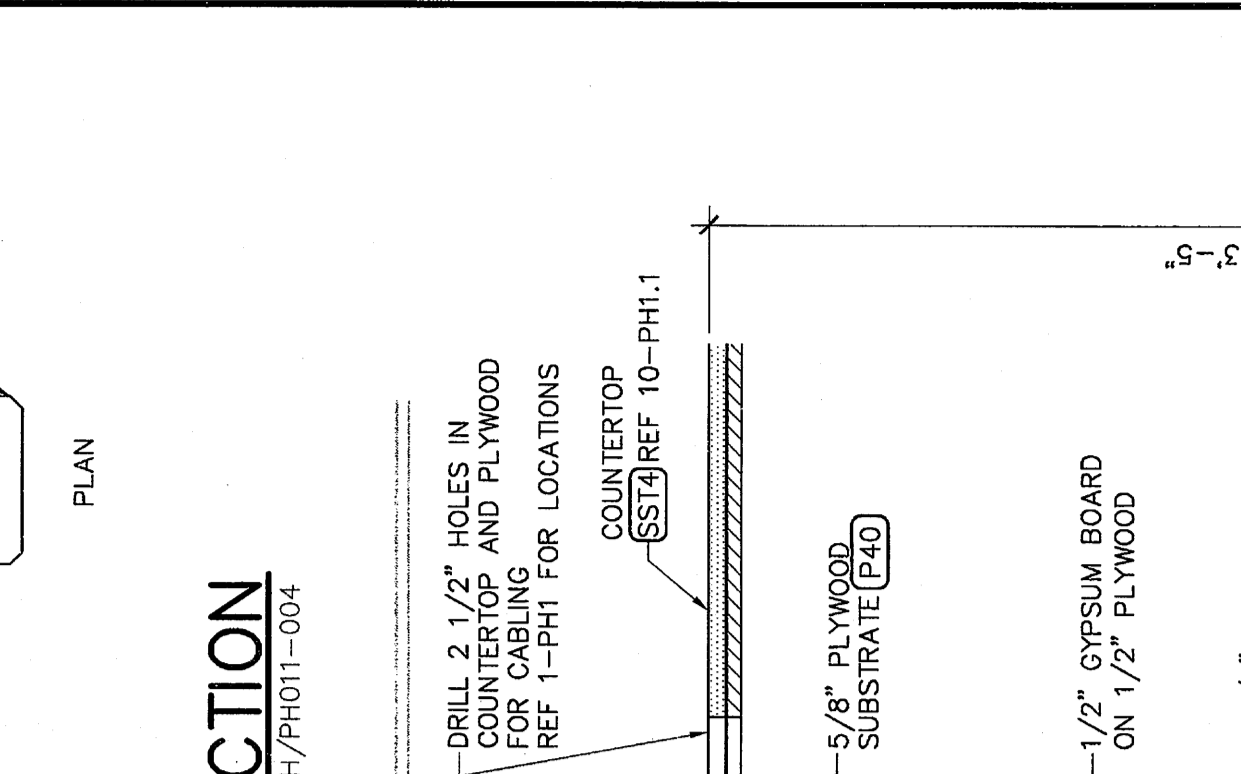 PLAN
CTION
H/PH011-004
DRILL 2 1/2" HOLES IN
COUNTERTOP AND PLYWOOD
FOR CABLING
REF 1-PH1 FOR LOCATIONS
COUNTERTOP
SST4 REF 10-PH1.1
5/8" PLYWOOD
SUBSTRATE P40
1/2" GYPSUM BOARD
ON 1/2" PLYWOOD
3'-5"